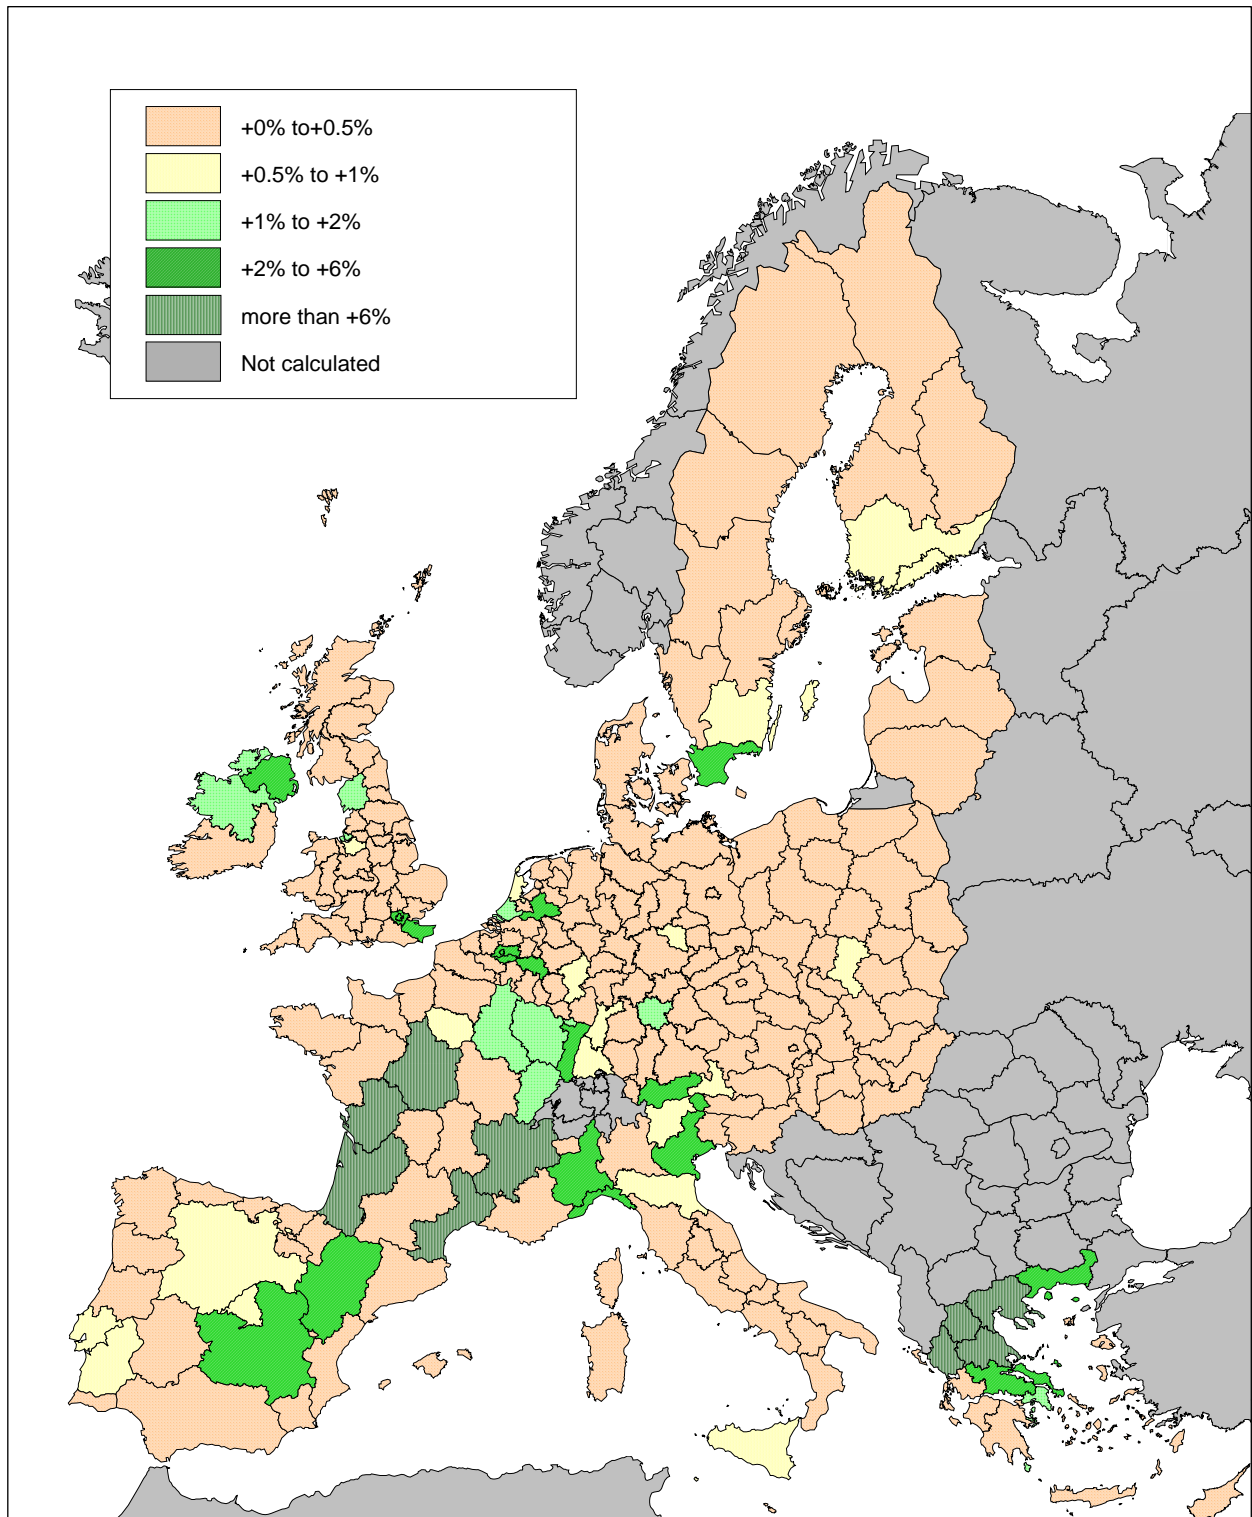 +0% to+0.5%
+0.5% to +1%
+1% to +2%
+2% to +6%
more than +6%
Not calculated